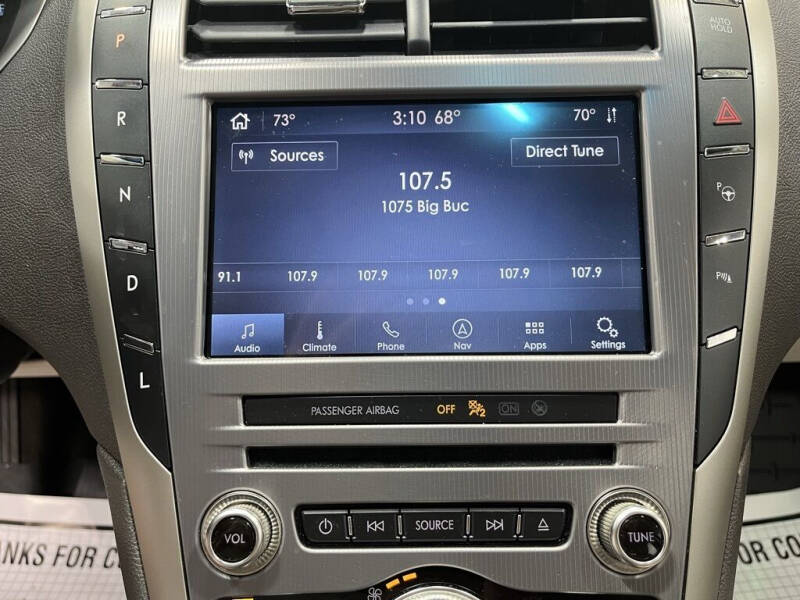 P
R
N
D
L
AUTO
HOLD
P
P
73° 3:10 68° 70°
Sources
Direct Tune
107.5
1075 Big Buc
91.1 107.9 107.9 107.9 107.9 107.9
Audio Climate Phone Nav Apps Settings
PASSENGER AIRBAG OFF 2 ON
VOL
SOURCE
TUNE
ANKS FOR C
OR CO